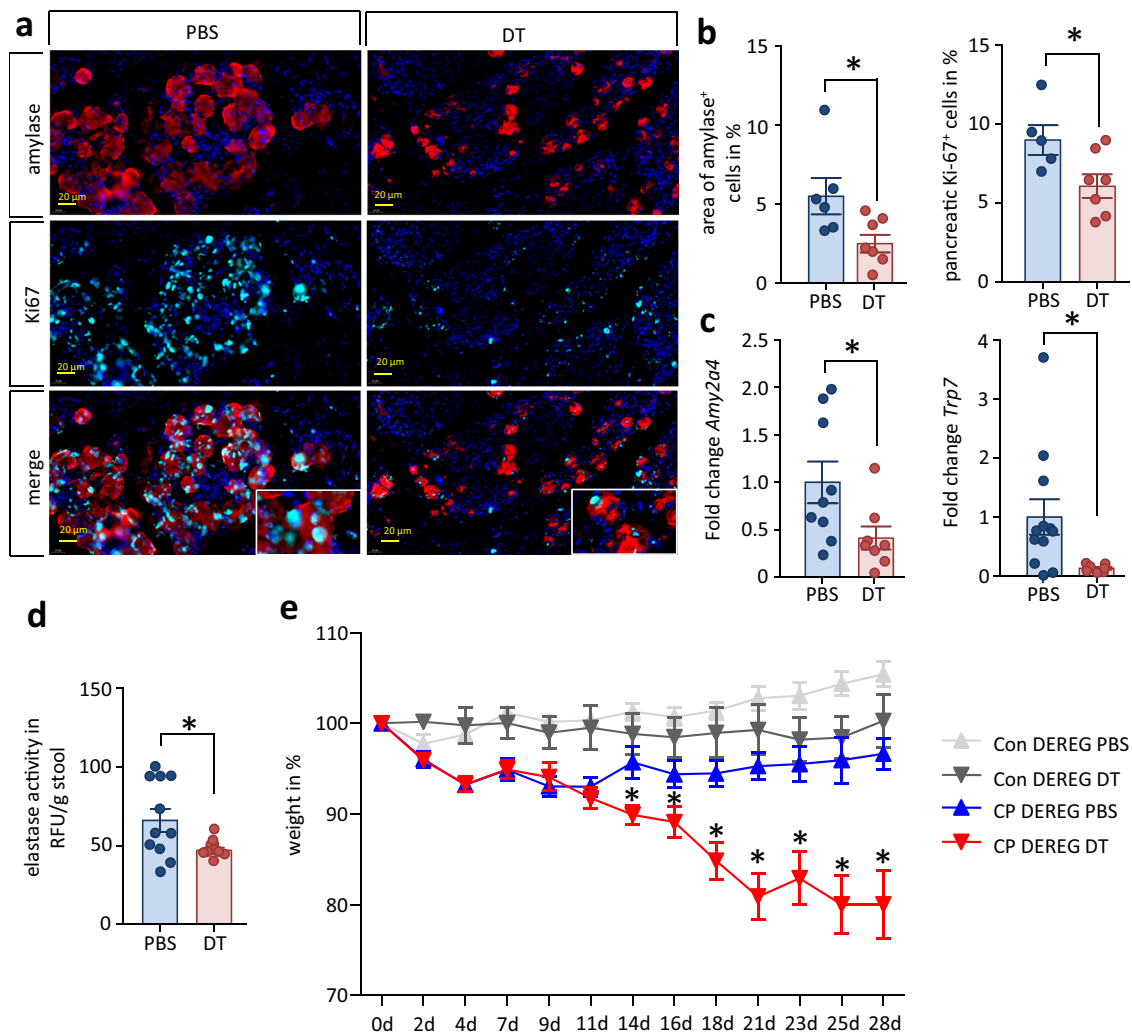 a
PBS
DT
amylase
20 µm
20 µm
Ki67
20 µm
20 µm
merge
20 µm
20 µm
b
area of amylase⁺
cells in %
15
10
5
0
*
PBS
DT
pancreatic Ki-67⁺ cells in %
15
10
5
0
*
PBS
DT
c
Fold change Amy2a4
2.0
1.5
1.0
0.5
0
*
PBS
DT
Fold change Trp7
4
3
2
1
0
*
PBS
DT
d
elastase activity in
RFU/g stool
150
100
50
0
*
PBS
DT
e
weight in %
110
100
90
80
70
* * * * * * *
0d 2d 4d 7d 9d 11d 14d 16d 18d 21d 23d 25d 28d
Con DEREG PBS
Con DEREG DT
CP DEREG PBS
CP DEREG DT